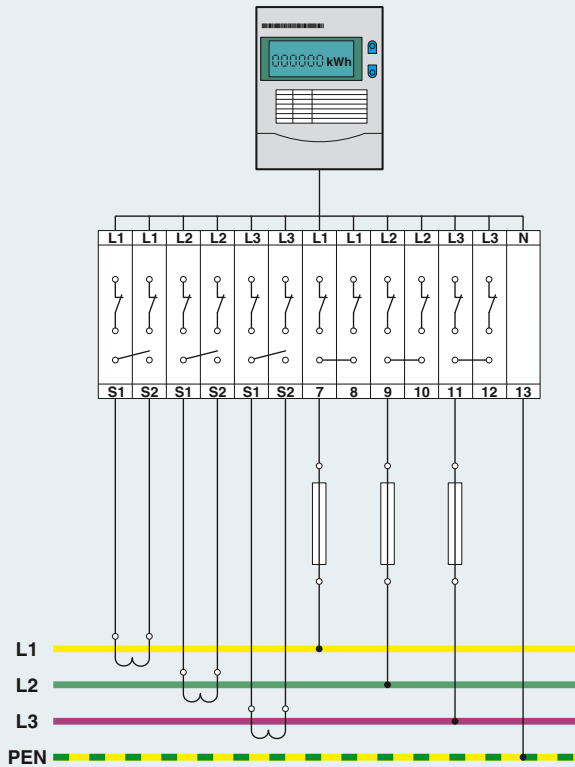 000000 kWh
L1 L1 L2 L2 L3 L3 L1 L1 L2 L2 L3 L3 N
S1 S2 S1 S2 S1 S2 7 8 9 10 11 12 13
L1
L2
L3
PEN